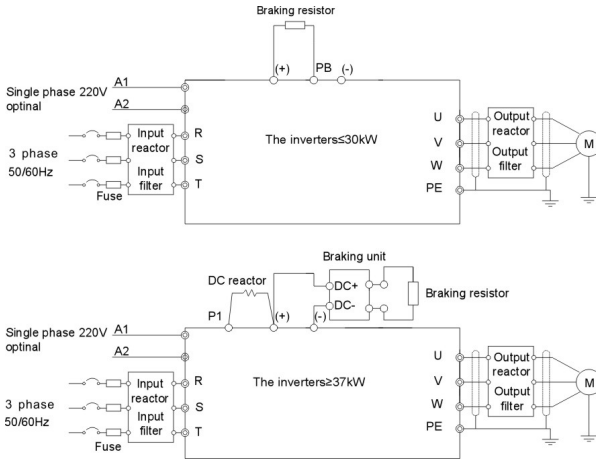 Braking resistor
(+)
PB
(-)
Single phase 220V
optinal
A1
A2
3 phase
50/60Hz
Fuse
Input
reactor
Input
filter
R
S
T
The inverters≤30kW
U
V
W
PE
Output
reactor
Output
filter
M
Braking unit
DC reactor
DC+
DC-
Braking resistor
P1
(+)
(-)
Single phase 220V
optinal
A1
A2
3 phase
50/60Hz
Fuse
Input
reactor
Input
filter
R
S
T
The inverters≥37kW
U
V
W
PE
Output
reactor
Output
filter
M